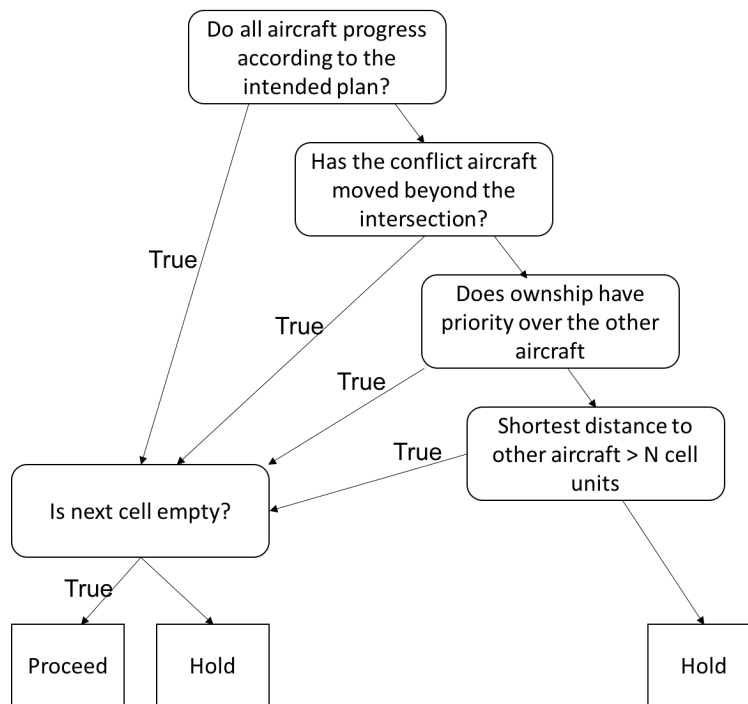 Do all aircraft progress
according to the
intended plan?
Has the conflict aircraft
moved beyond the
intersection?
True
Does ownship have
priority over the other
aircraft
True
True
Shortest distance to
other aircraft > N cell
units
True
Is next cell empty?
True
Proceed
Hold
Hold